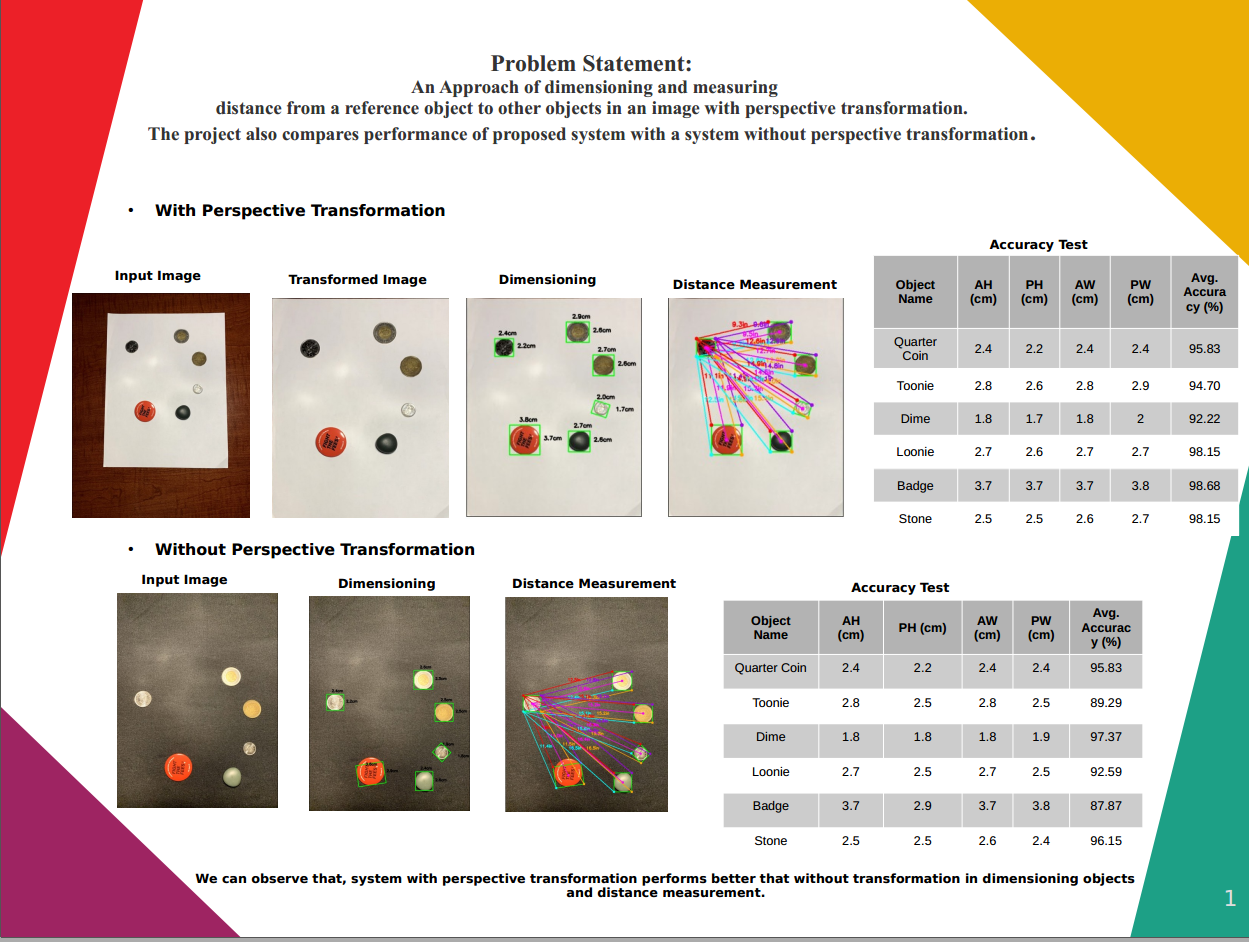 Problem Statement:
An Approach of dimensioning and measuring
distance from a reference object to other objects in an image with perspective transformation.
The project also compares performance of proposed system with a system without perspective transformation.
• With Perspective Transformation
Input Image
Transformed Image
Dimensioning
Distance Measurement
2.4cm
2.2cm
2.9cm
2.6cm
2.7cm
2.6cm
2.0cm
1.7cm
3.8cm
3.7cm
2.7cm
2.6cm
9.3in
Accuracy Test
Object Name AH (cm) PH (cm) AW (cm) PW (cm) Avg. Accura cy (%)
Quarter Coin 2.4 2.2 2.4 2.4 95.83
Toonie 2.8 2.6 2.8 2.9 94.70
Dime 1.8 1.7 1.8 2 92.22
Loonie 2.7 2.6 2.7 2.7 98.15
Badge 3.7 3.7 3.7 3.8 98.68
Stone 2.5 2.5 2.6 2.7 98.15
• Without Perspective Transformation
Input Image
Dimensioning
Distance Measurement
Accuracy Test
Object Name AH (cm) PH (cm) AW (cm) PW (cm) Avg. Accurac y (%)
Quarter Coin 2.4 2.2 2.4 2.4 95.83
Toonie 2.8 2.5 2.8 2.5 89.29
Dime 1.8 1.8 1.8 1.9 97.37
Loonie 2.7 2.5 2.7 2.5 92.59
Badge 3.7 2.9 3.7 3.8 87.87
Stone 2.5 2.5 2.6 2.4 96.15
We can observe that, system with perspective transformation performs better that without transformation in dimensioning objects
and distance measurement.
1